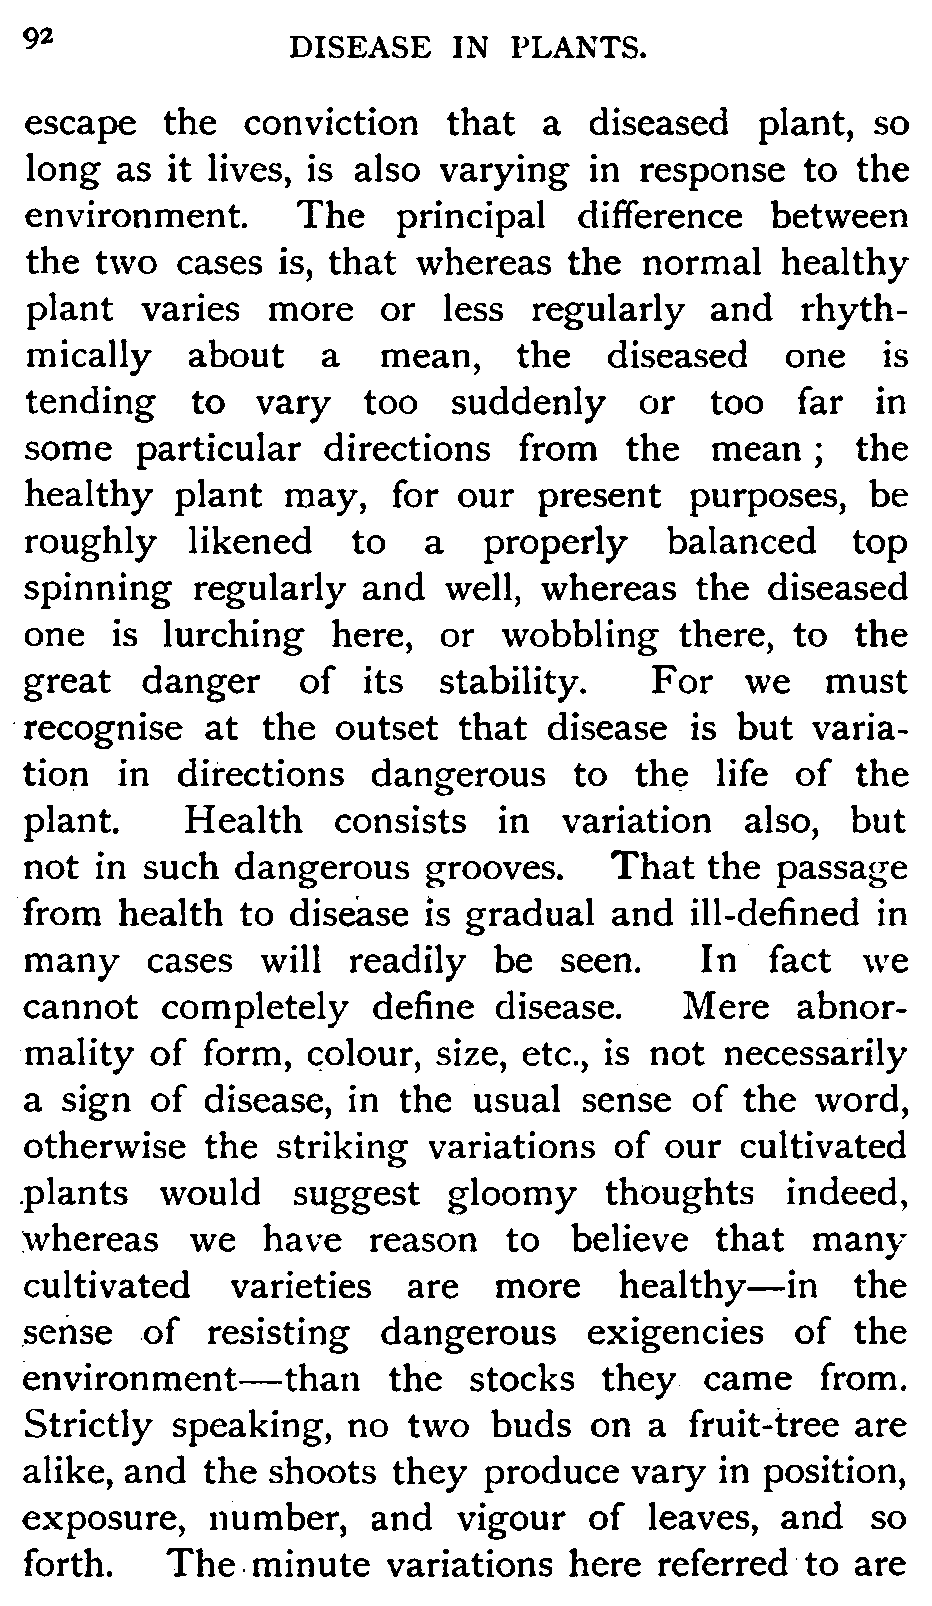 92
DISEASE IN PLANTS.
escape the conviction that a diseased plant, so
long as it lives, is also varying in response to the
environment. The principal difference between
the two cases is, that whereas the normal healthy
plant varies more or less regularly and rhyth-
mically about a mean, the diseased one is
tending to vary too suddenly or too far in
some particular directions from the mean ; the
healthy plant may, for our present purposes, be
roughly likened to a properly balanced top
spinning regularly and well, whereas the diseased
one is lurching here, or wobbling there, to the
great danger of its stability. For we must
recognise at the outset that disease is but varia-
tion in directions dangerous to the life of the
plant. Health consists in variation also, but
not in such dangerous grooves. That the passage
from health to disease is gradual and ill-defined in
many cases will readily be seen. In fact we
cannot completely define disease. Mere abnor-
mality of form, colour, size, etc., is not necessarily
a sign of disease, in the usual sense of the word,
otherwise the striking variations of our cultivated
plants would suggest gloomy thoughts indeed,
whereas we have reason to believe that many
cultivated varieties are more healthy—in the
sense of resisting dangerous exigencies of the
environment—than the stocks they came from.
Strictly speaking, no two buds on a fruit-tree are
alike, and the shoots they produce vary in position,
exposure, number, and vigour of leaves, and so
forth. The minute variations here referred to are